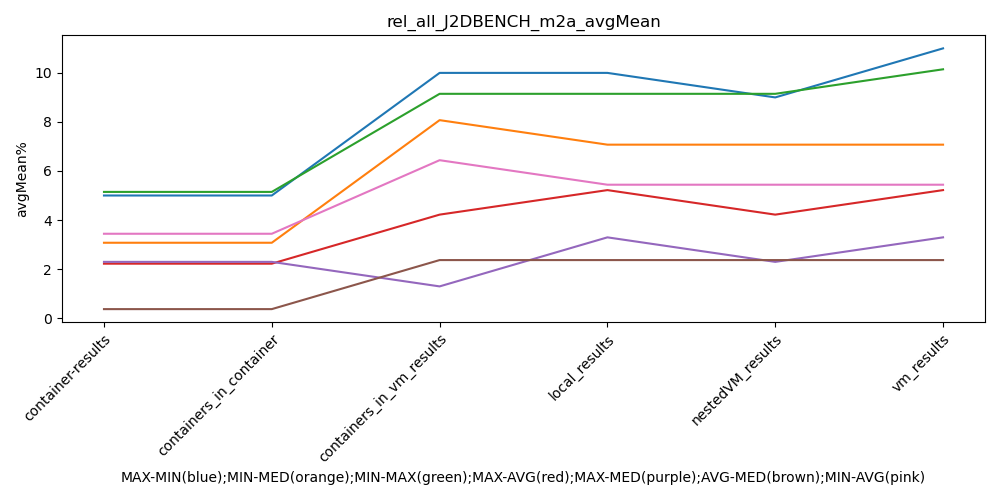 rel_all_J2DBENCH_m2a_avgMean
avgMean%
10
8
6
4
2
0
container-results
containers_in_container
containers_in_vm_results
local_results
nestedVM_results
vm_results
MAX-MIN(blue);MIN-MED(orange);MIN-MAX(green);MAX-AVG(red);MAX-MED(purple);AVG-MED(brown);MIN-AVG(pink)